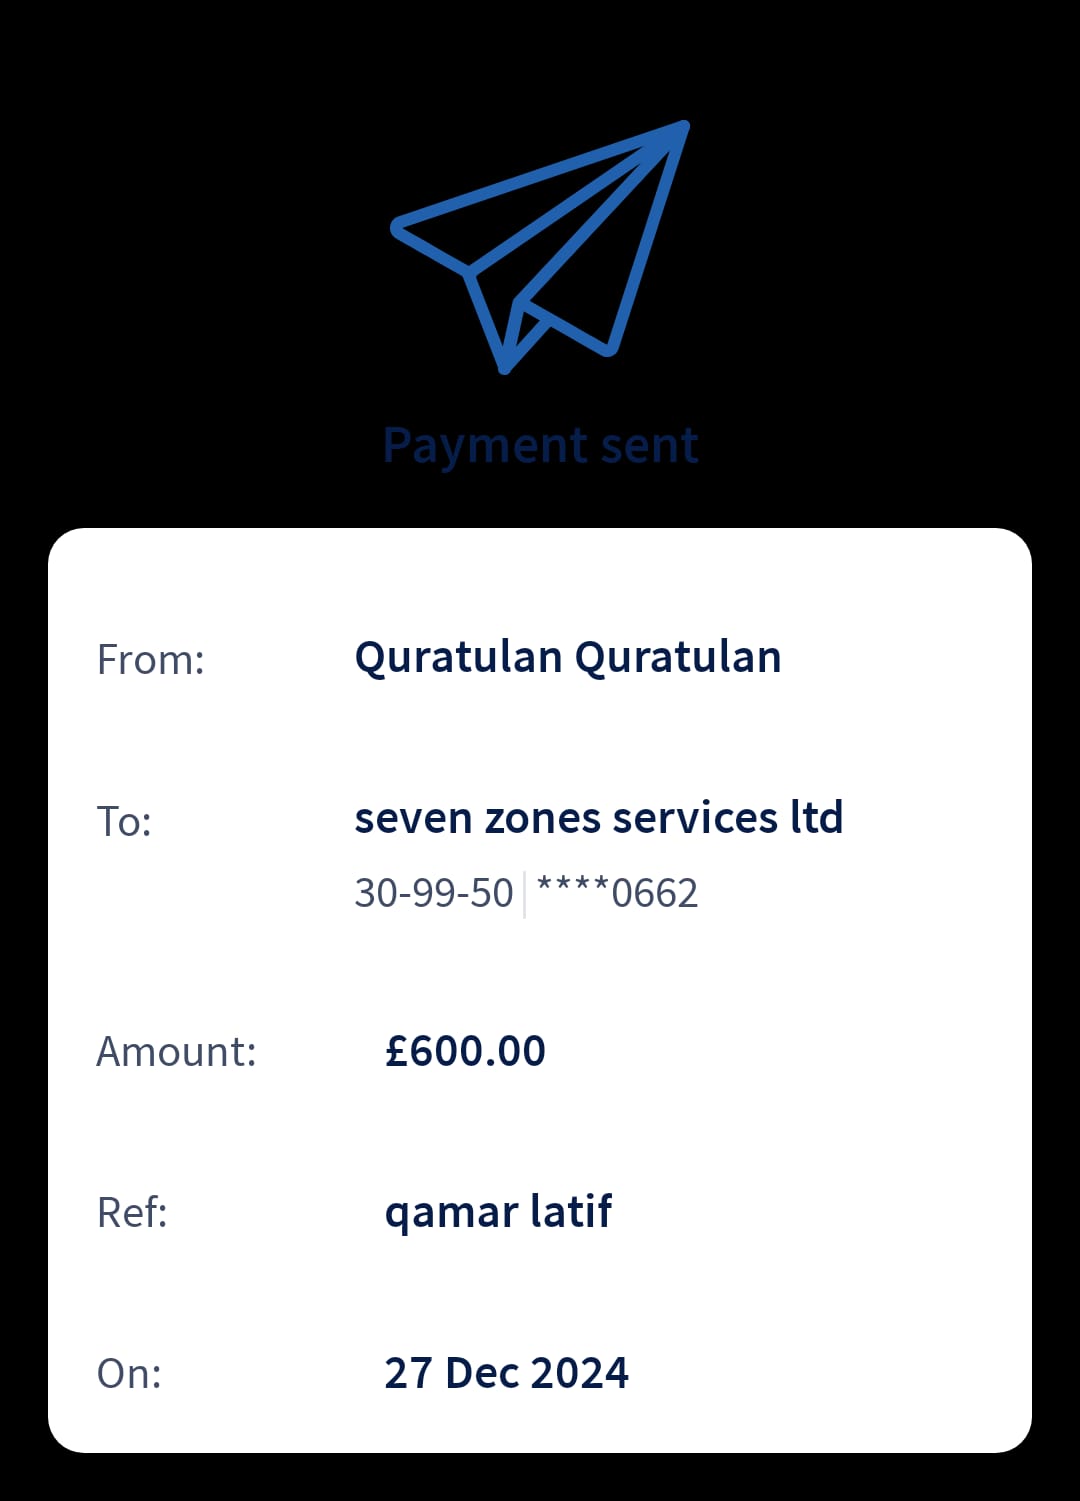 Payment sent
From: Quratulan Quratulan
To: seven zones services ltd
30-99-50 | ****0662
Amount: £600.00
Ref: qamar latif
On: 27 Dec 2024